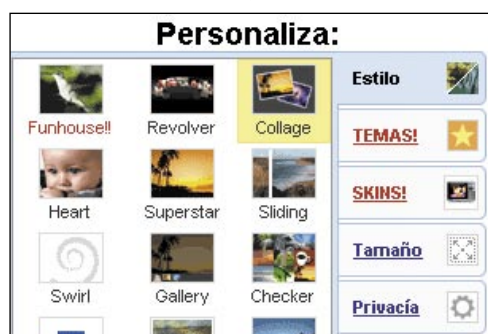 Personaliza:
Funhouse!! Revolver Collage
Heart Superstar Sliding
Swirl Gallery Checker
Estilo
TEMAS!
SKINS!
Tamaño
Privacía